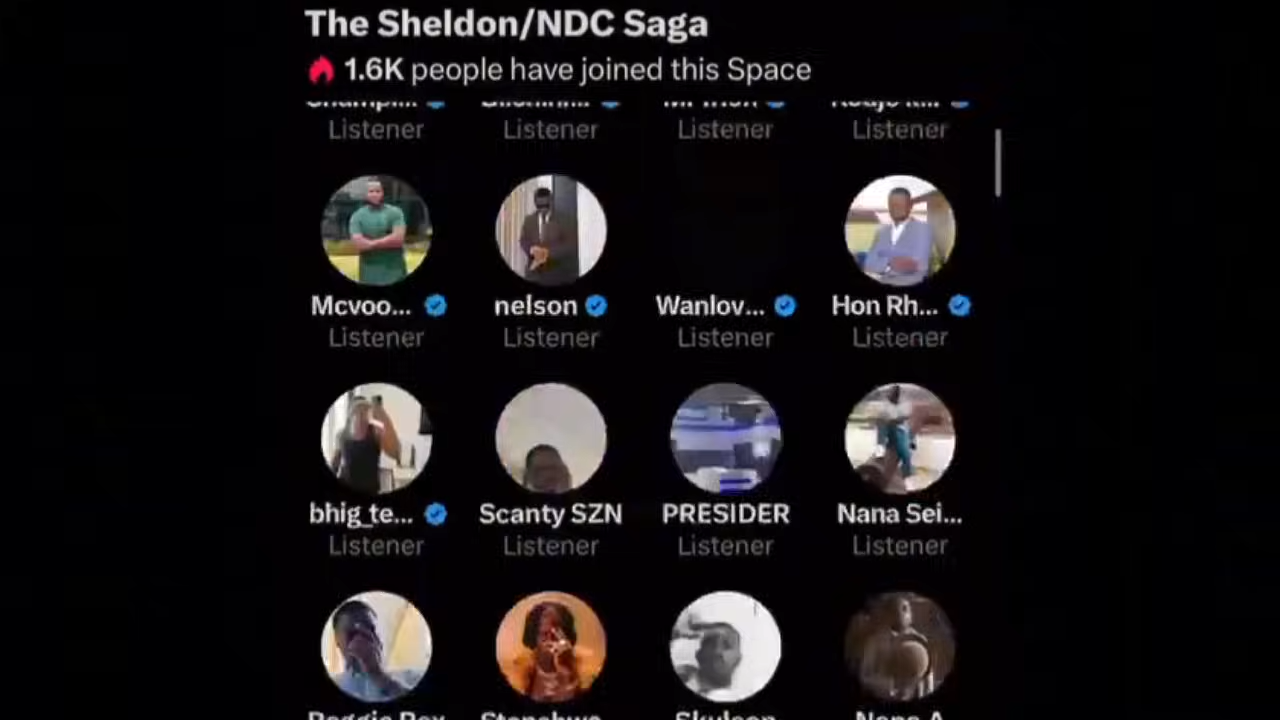 The Sheldon/NDC Saga
1.6K people have joined this Space
Listener Listener Listener Listener
Mcvoo... nelson Wanlov... Hon Rh...
Listener Listener Listener Listener
bhig_te... Scanty SZN PRESIDER Nana Sei...
Listener Listener Listener Listener